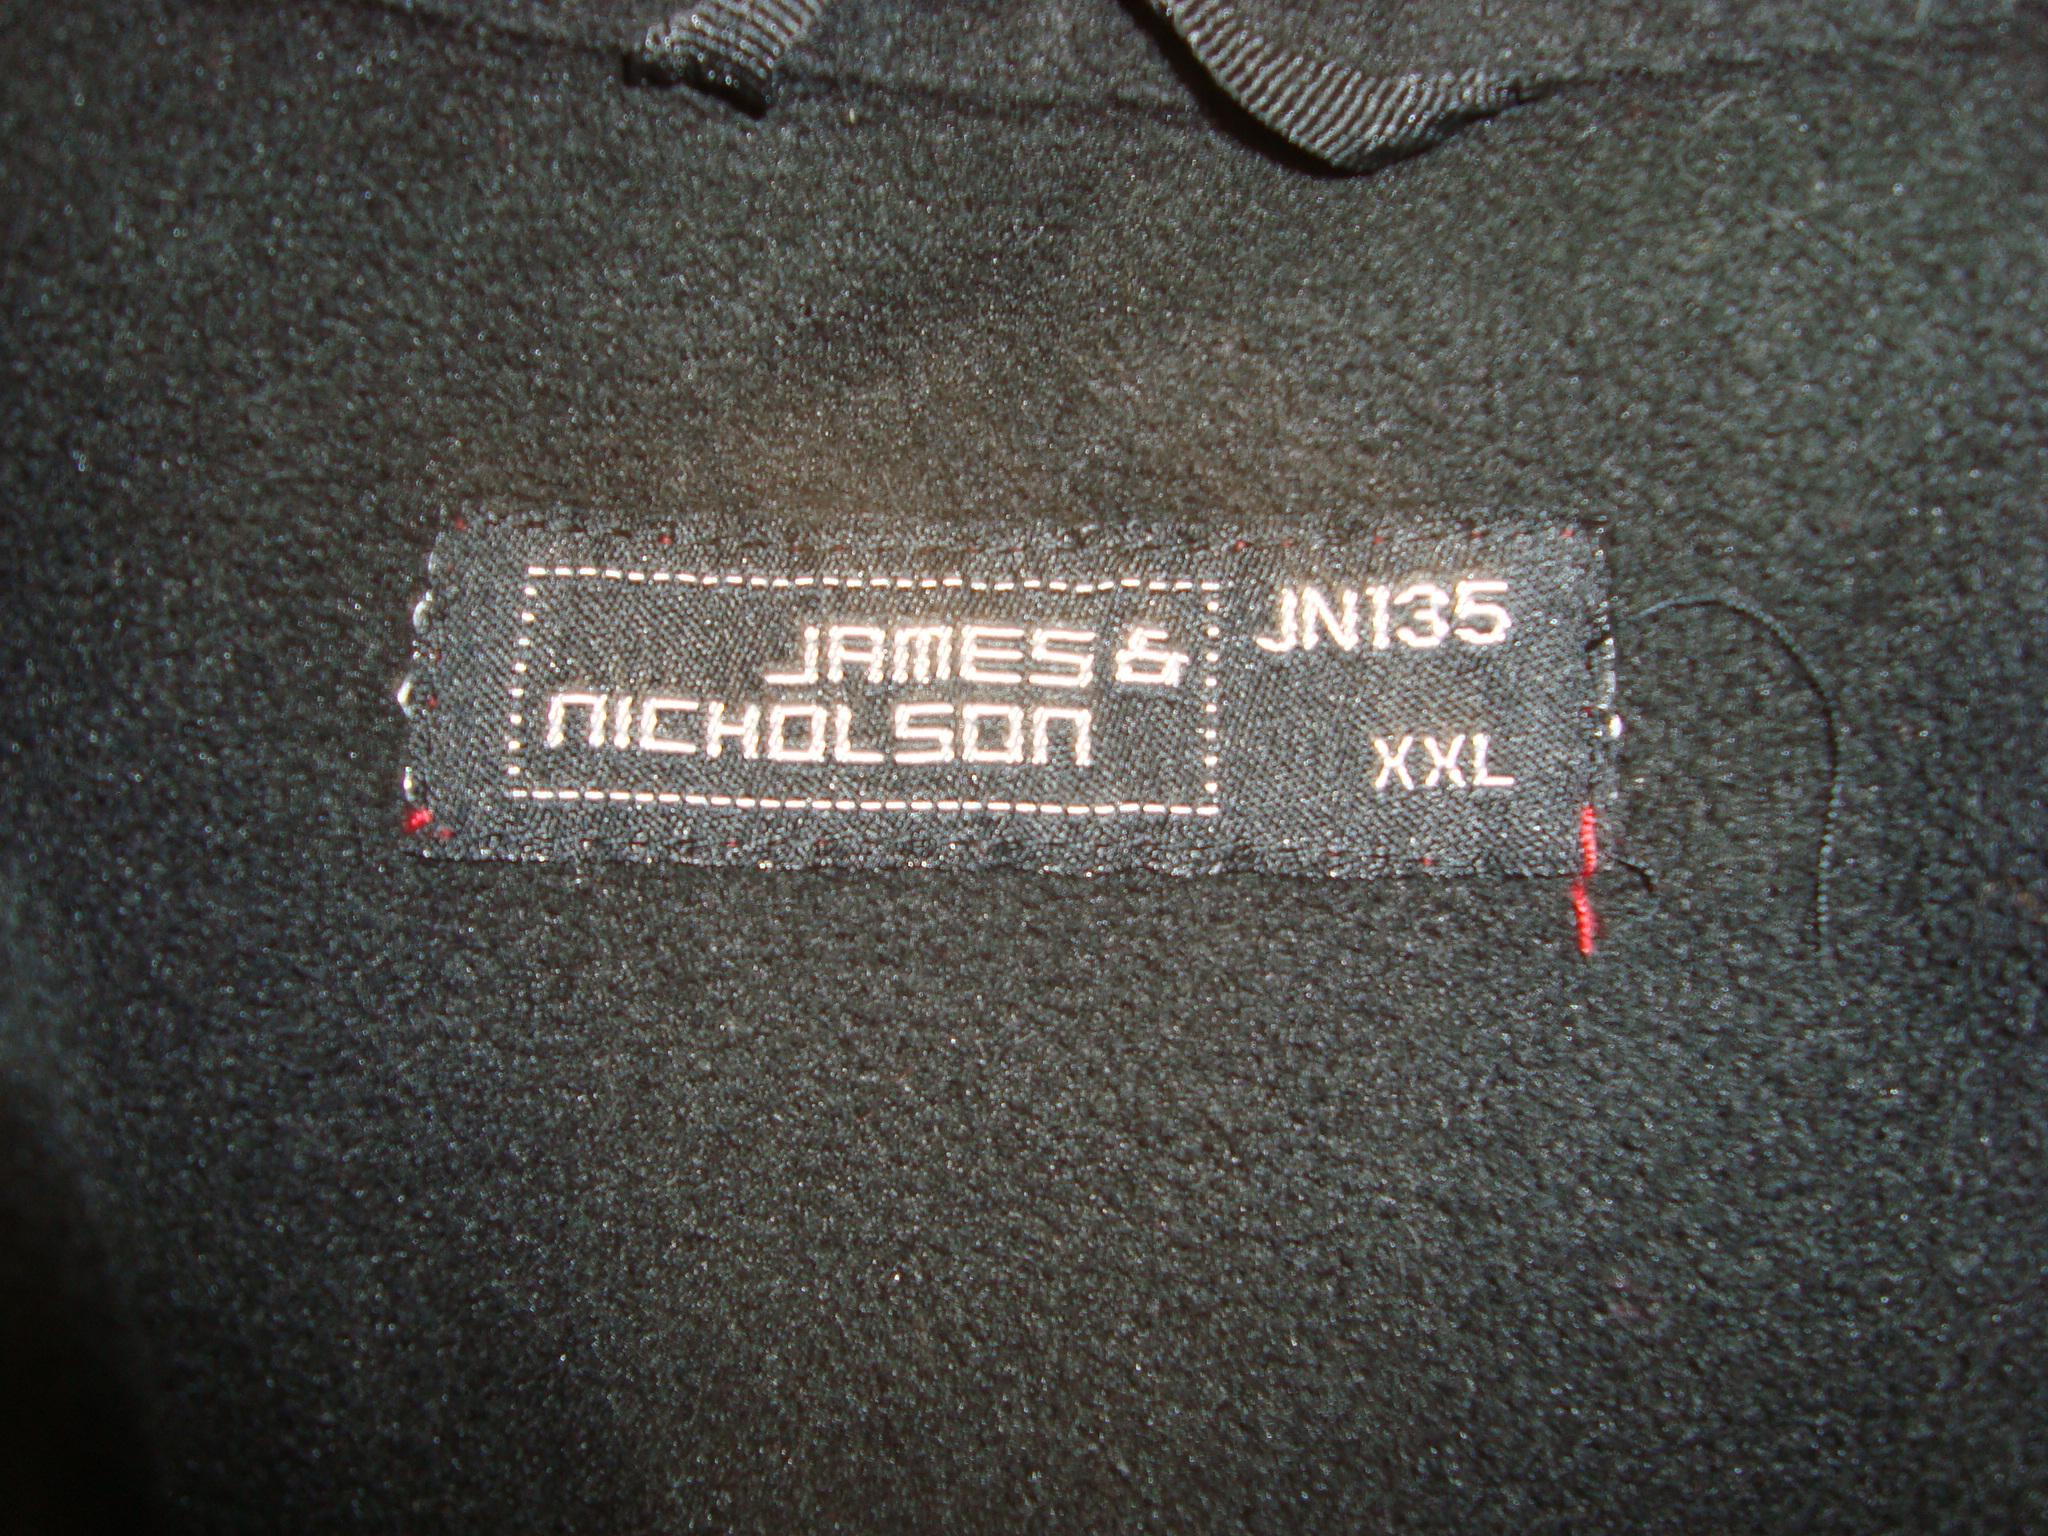 JAMES &
NICHOLSON
JN135
XXL